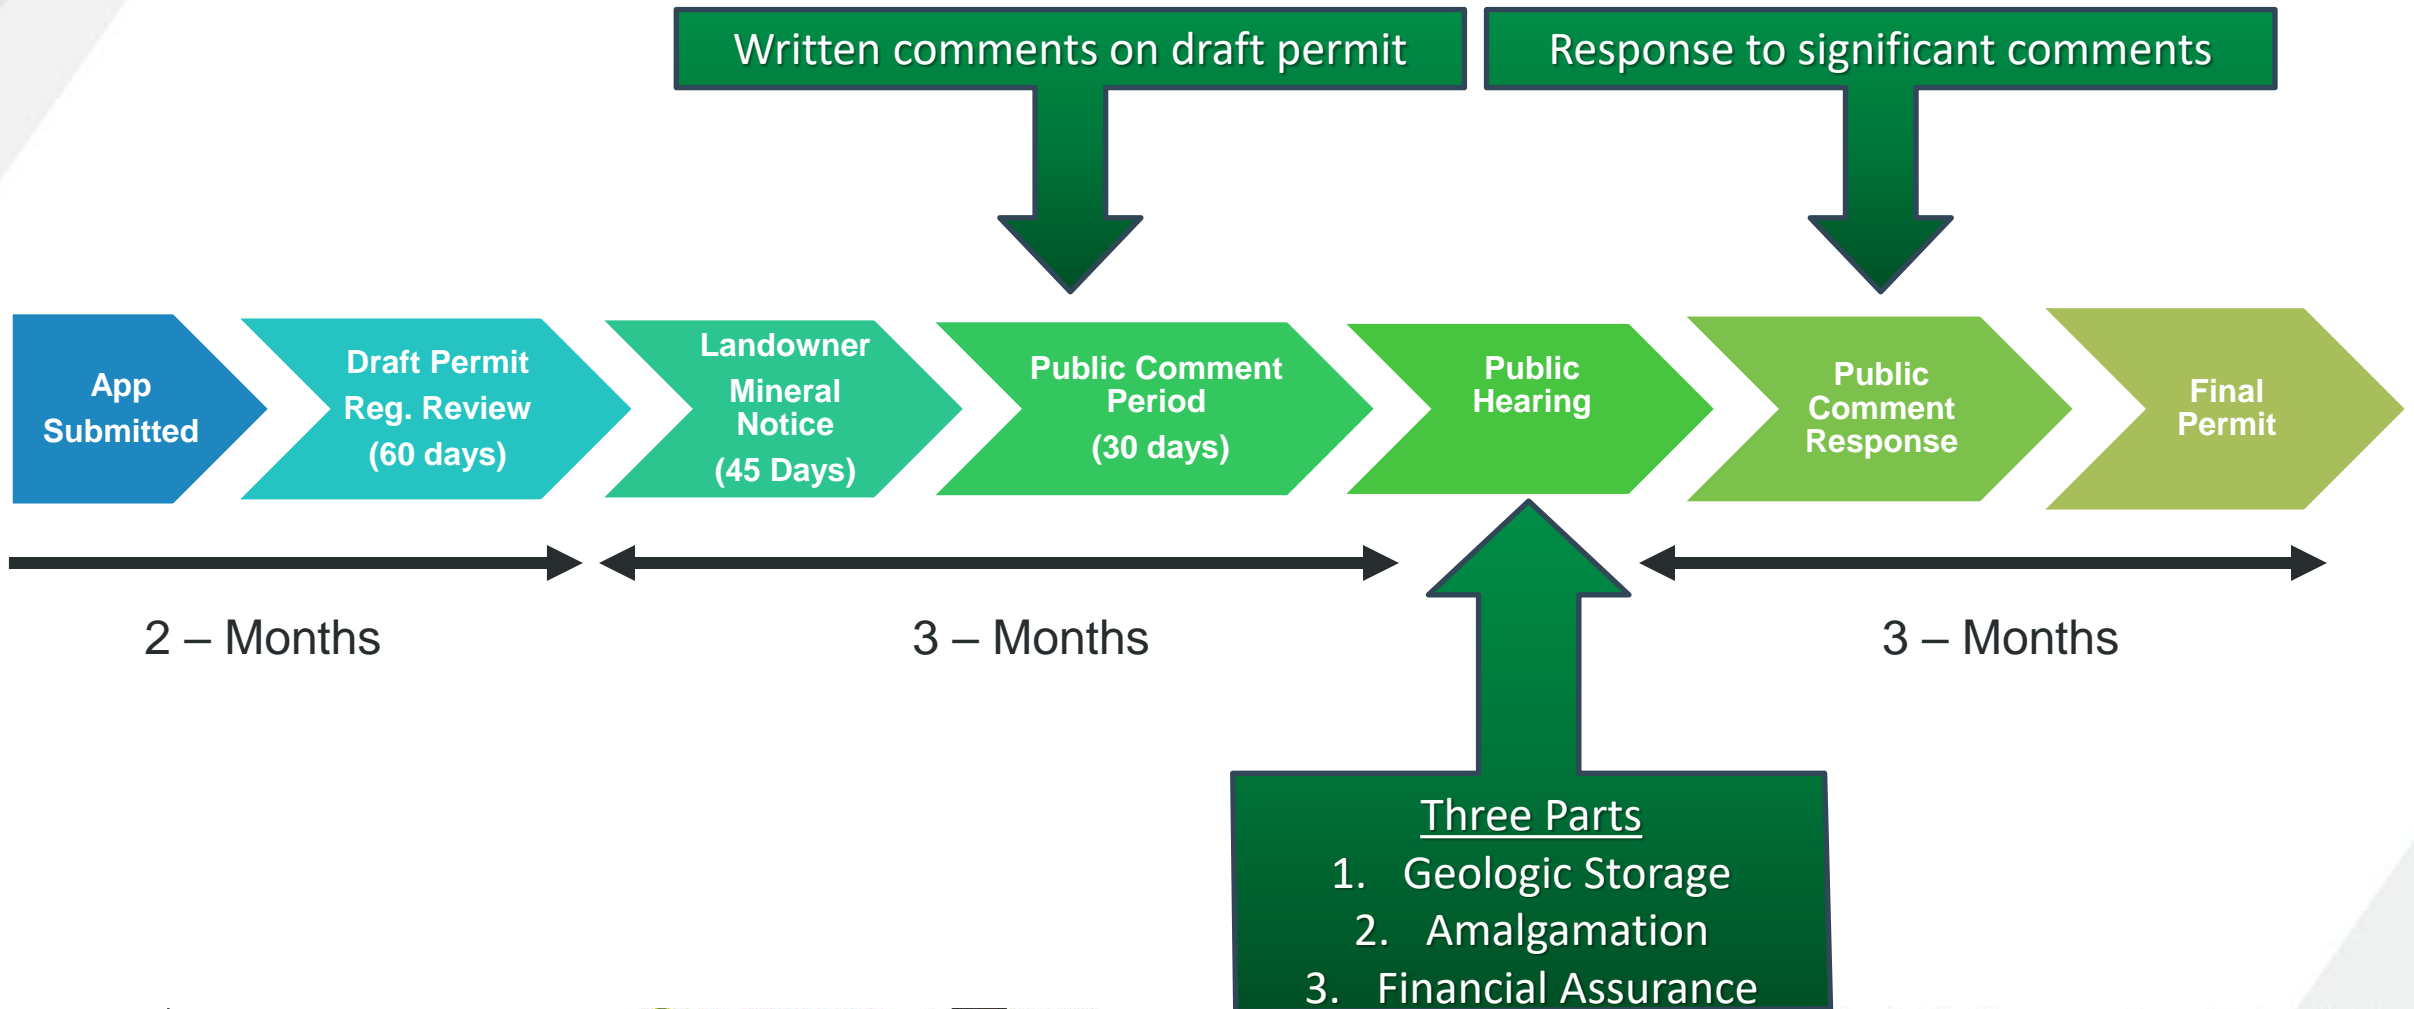 Written comments on draft permit
Response to significant comments
App
Submitted
Draft Permit
Reg. Review
(60 days)
Landowner
Mineral
Notice
(45 Days)
Public Comment
Period
(30 days)
Public
Hearing
Public
Comment
Response
Final
Permit
2 – Months
3 – Months
3 – Months
Three Parts
1. Geologic Storage
2. Amalgamation
3. Financial Assurance